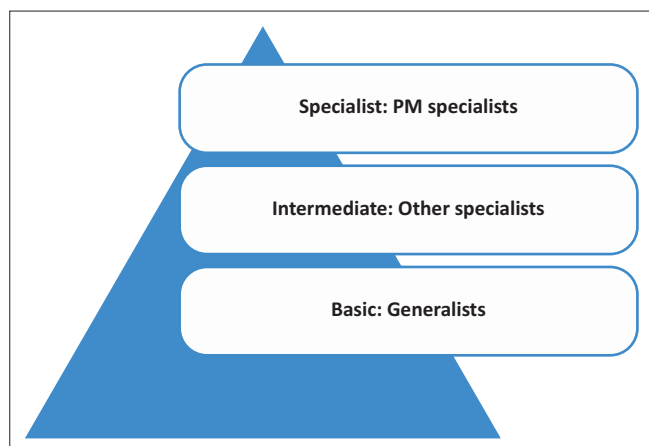 Specialist: PM specialists
Intermediate: Other specialists
Basic: Generalists